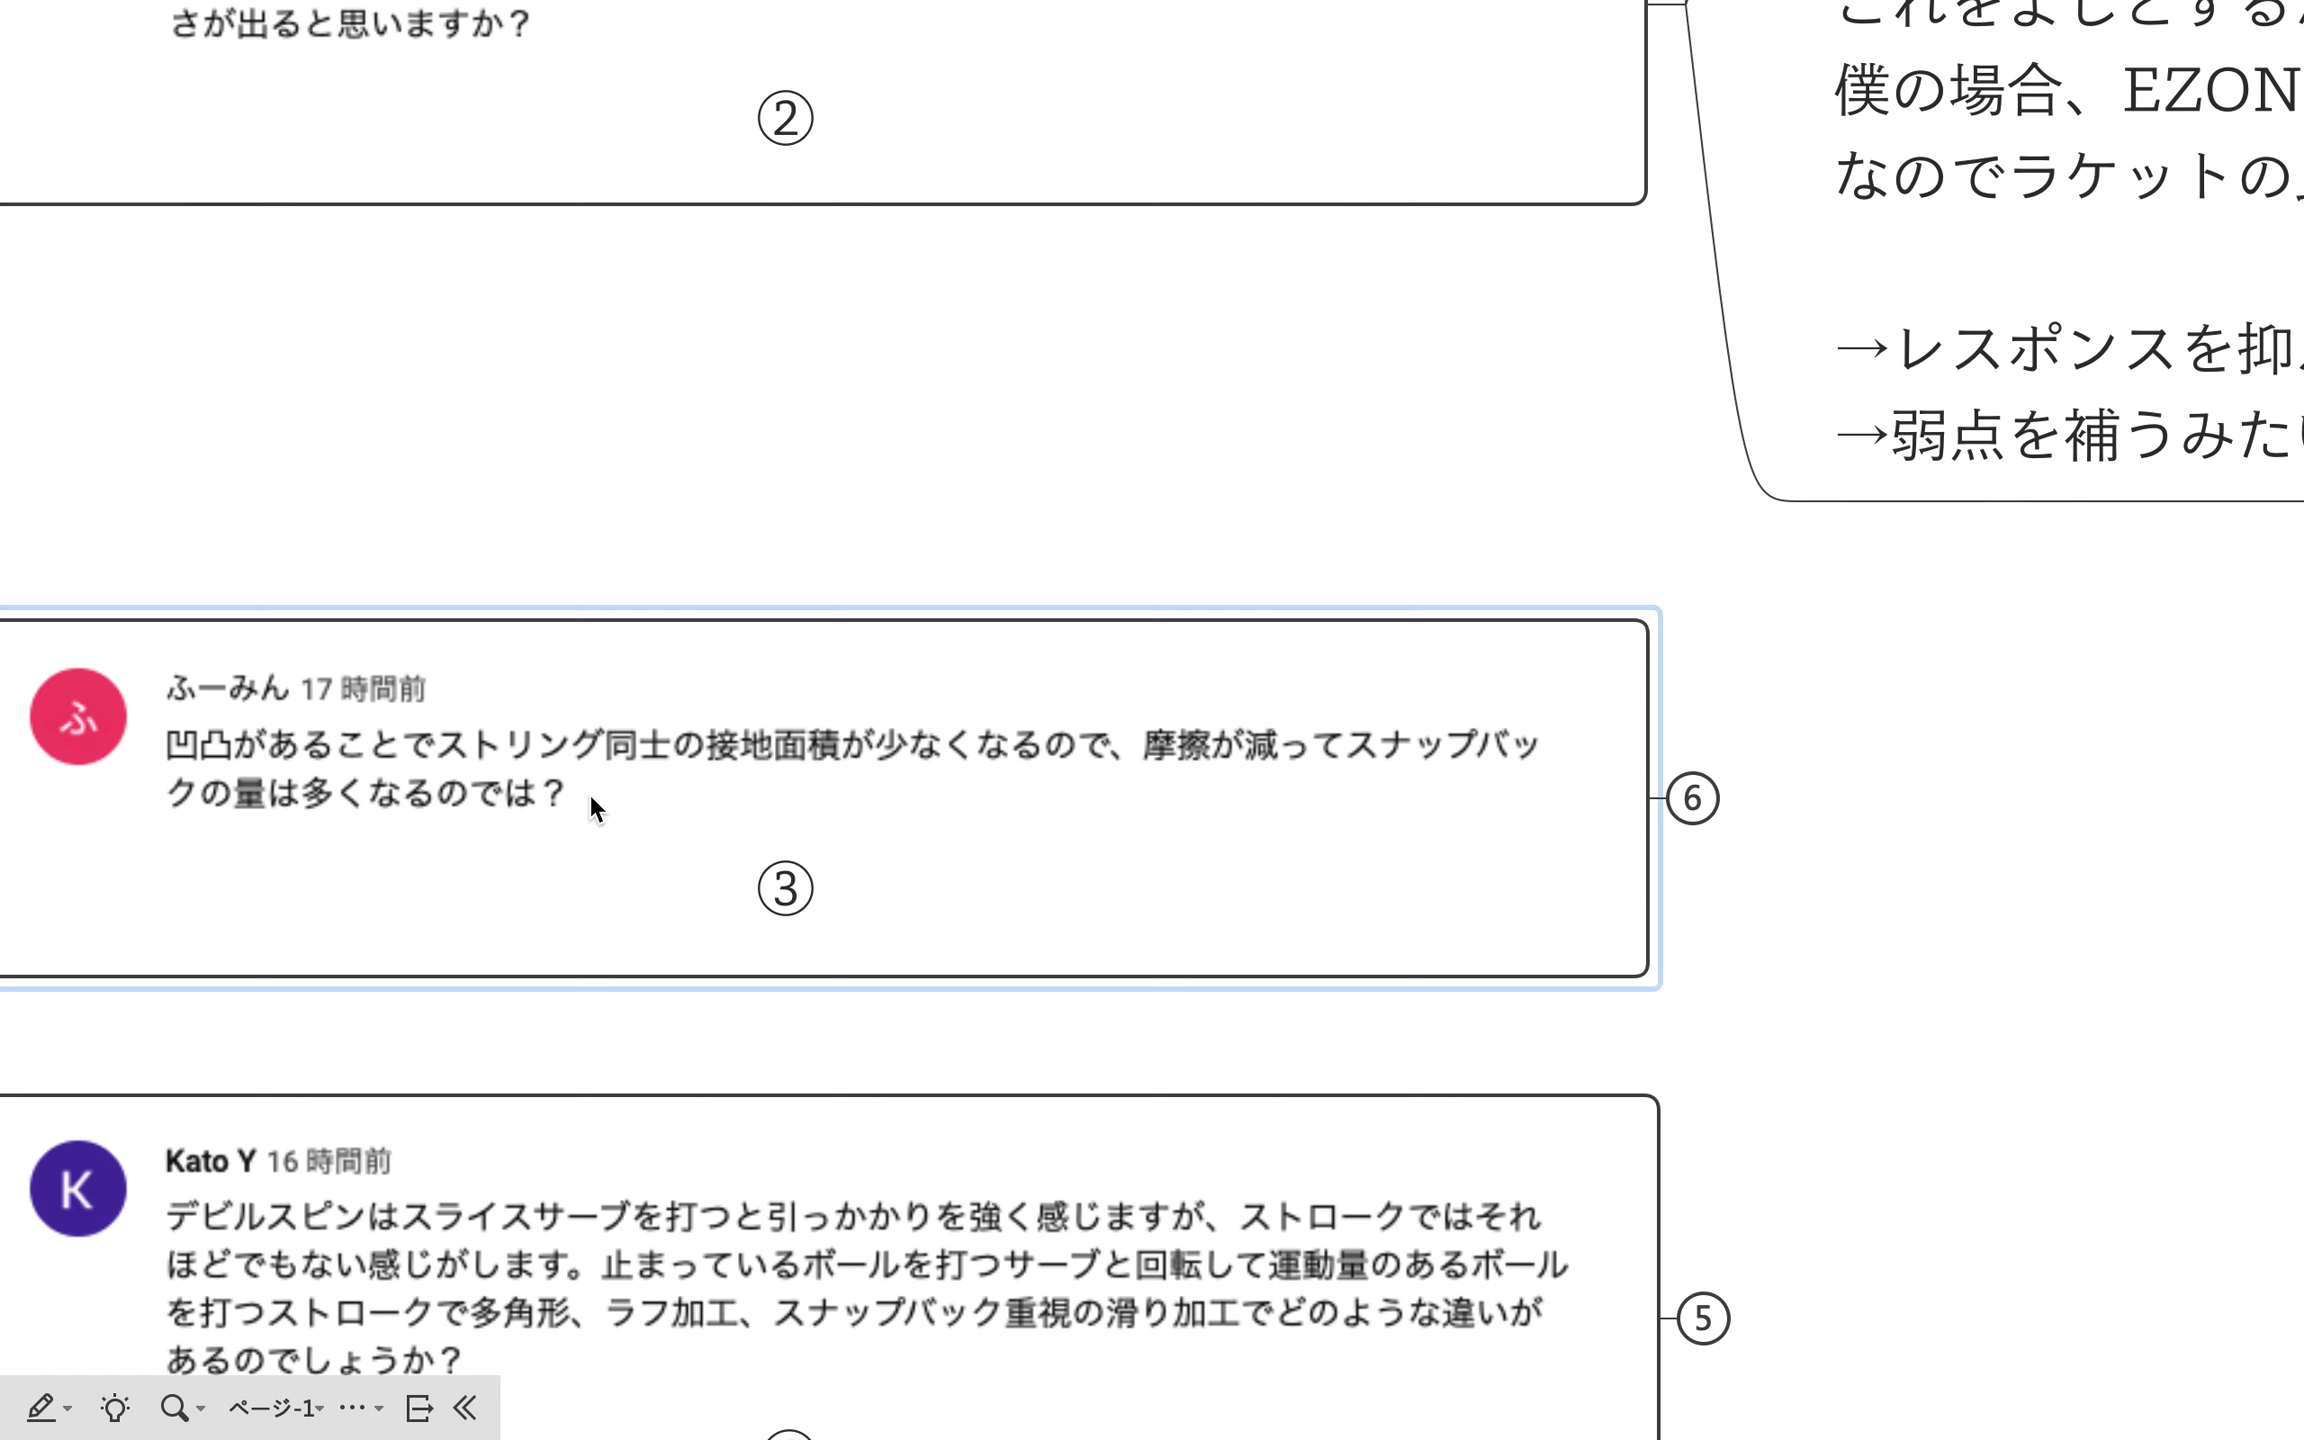 さが出ると思いますか？
②
僕の場合、EZON
なのでラケットの
→レスポンスを抑
→弱点を補うみた
ふ
ふーみん 17 時間前
凹凸があることでストリング同士の接地面積が少なくなるので、摩擦が減ってスナップバッ
クの量は多くなるのでは？
③
6
K
Kato Y 16 時間前
デビルスピンはスライスサーブを打つと引っかかりを強く感じますが、ストロークではそれ
ほどでもない感じがします。止まっているボールを打つサーブと回転して運動量のあるボール
を打つストロークで多角形、ラフ加工、スナップバック重視の滑り加工でどのような違いが
あるのでしょうか？
5
ページ-1